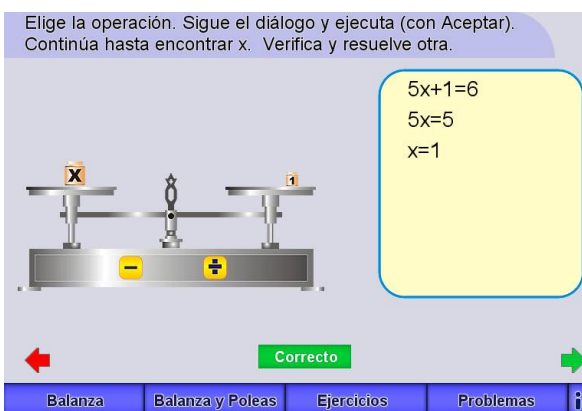 Elige la operación. Sigue el diálogo y ejecuta (con Aceptar).
Continúa hasta encontrar x. Verifica y resuelve otra.
5x+1=6
5x=5
x=1
X
1
− ÷
Correcto
Balanza
Balanza y Poleas
Ejercicios
Problemas
i